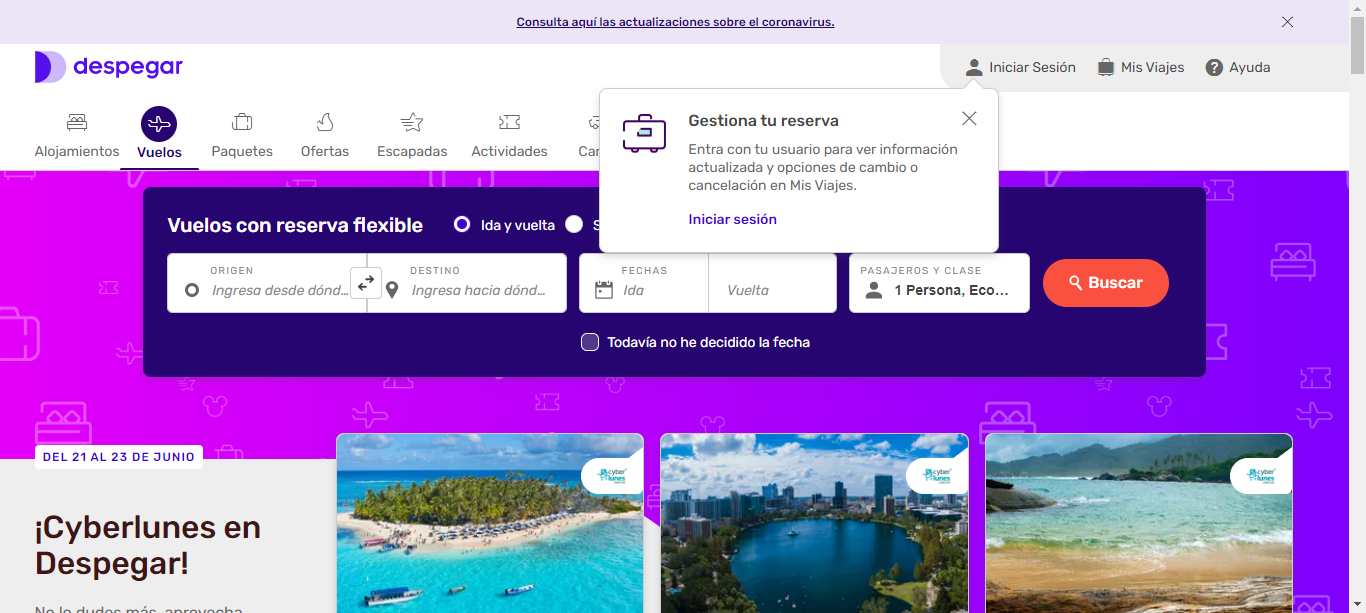 Consulta aquí las actualizaciones sobre el coronavirus.
despegar
Iniciar Sesión
Mis Viajes
Ayuda
Alojamientos
Vuelos
Paquetes
Ofertas
Escapadas
Actividades
Gestiona tu reserva
Entra con tu usuario para ver información
actualizada y opciones de cambio o
cancelación en Mis Viajes.
Iniciar sesión
Vuelos con reserva flexible
Ida y vuelta
ORIGEN
Ingresa desde dónd...
DESTINO
Ingresa hacia dónd...
FECHAS
Ida
Vuelta
PASAJEROS Y CLASE
1 Persona, Eco...
Buscar
Todavía no he decidido la fecha
DEL 21 AL 23 DE JUNIO
¡Cyberlunes en
Despegar!
No lo dudes más, aprovecha
cyber
lunes
cyber
lunes
cyber
lunes